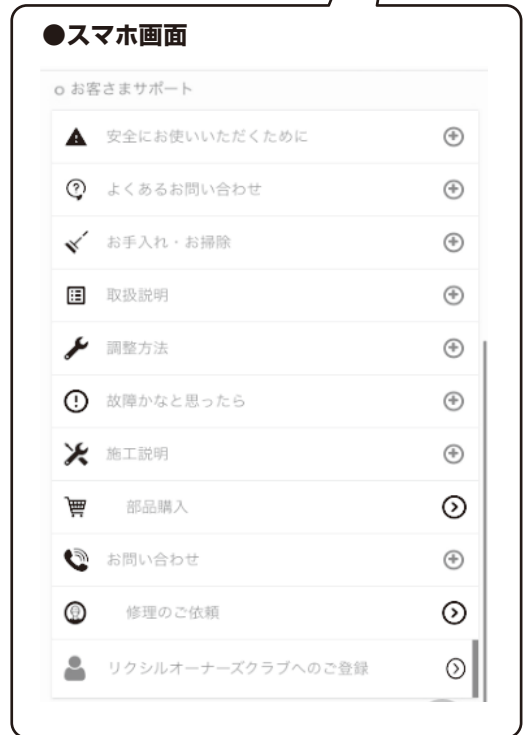 ●スマホ画面
お客さまサポート
安全にお使いいただくために
よくあるお問い合わせ
お手入れ・お掃除
取扱説明
調整方法
故障かなと思ったら
施工説明
部品購入
お問い合わせ
修理のご依頼
リクシルオーナーズクラブへのご登録